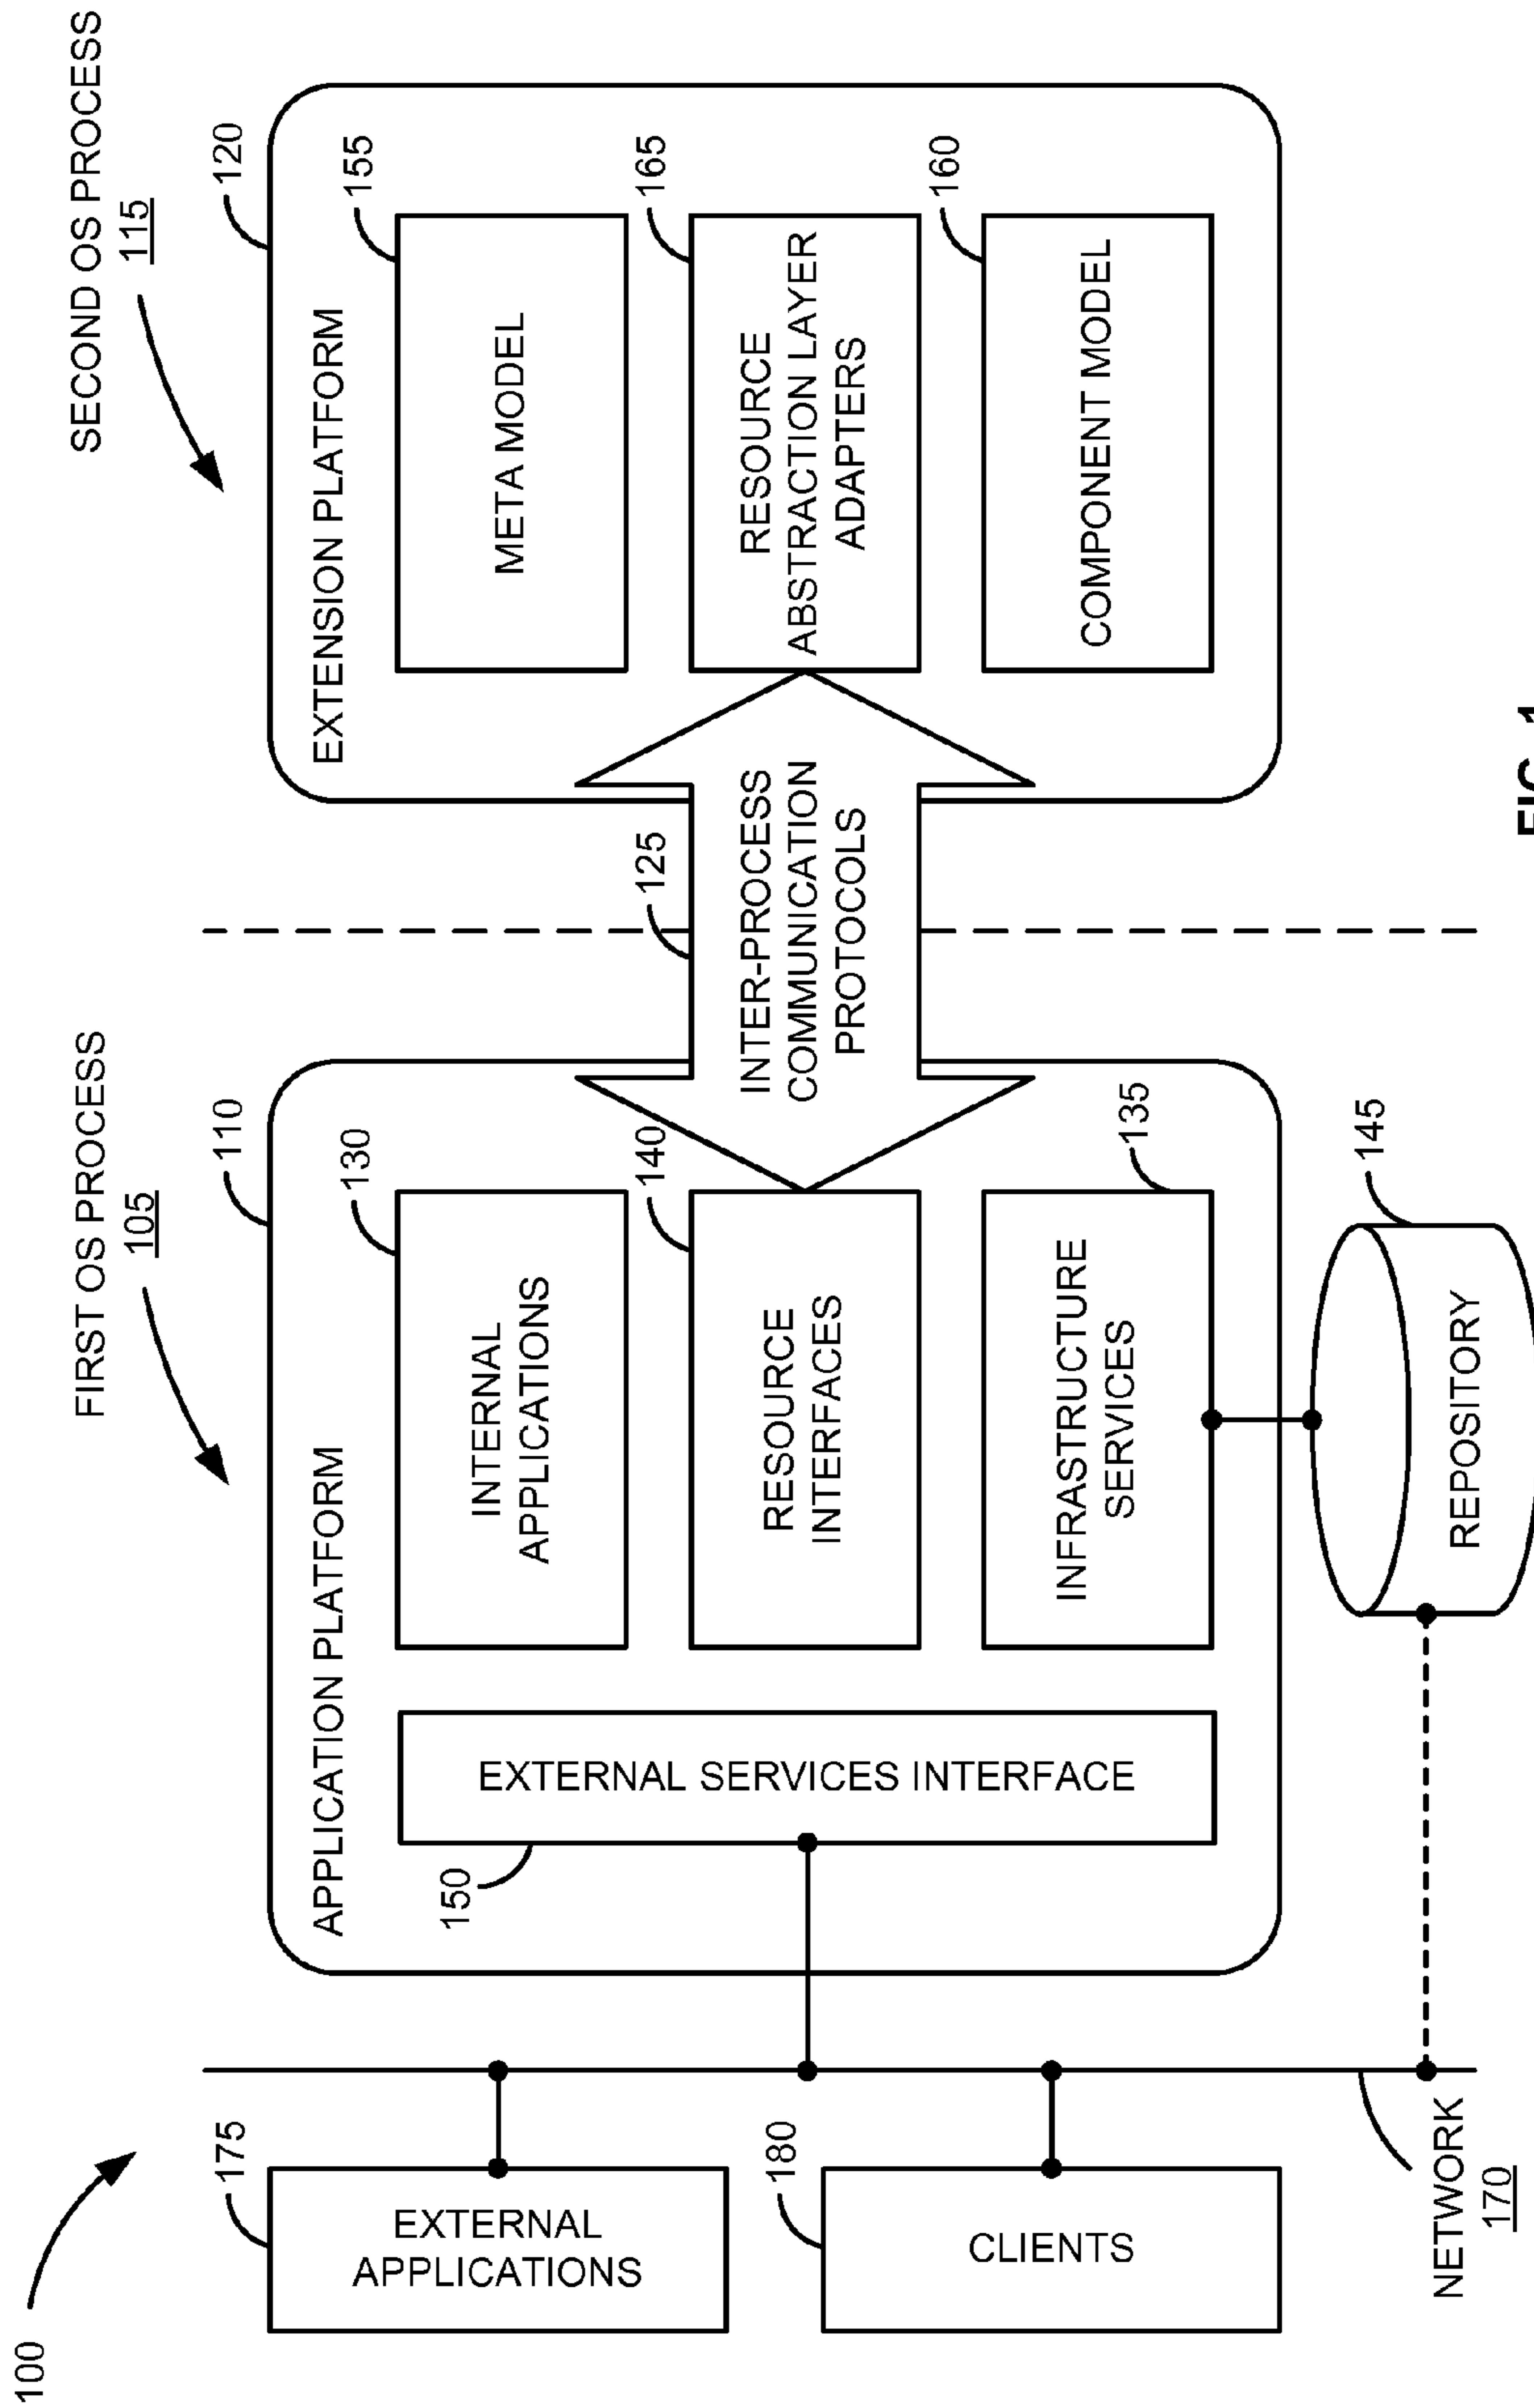 100
FIRST OS PROCESS
105
SECOND OS PROCESS
115
175
EXTERNAL
APPLICATIONS
180
CLIENTS
NETWORK
170
110
APPLICATION PLATFORM
150
EXTERNAL SERVICES INTERFACE
130
INTERNAL
APPLICATIONS
140
RESOURCE
INTERFACES
135
INFRASTRUCTURE
SERVICES
145
REPOSITORY
125
INTER-PROCESS
COMMUNICATION
PROTOCOLS
120
EXTENSION PLATFORM
155
META MODEL
165
RESOURCE
ABSTRACTION LAYER
ADAPTERS
160
COMPONENT MODEL
FIG. 1